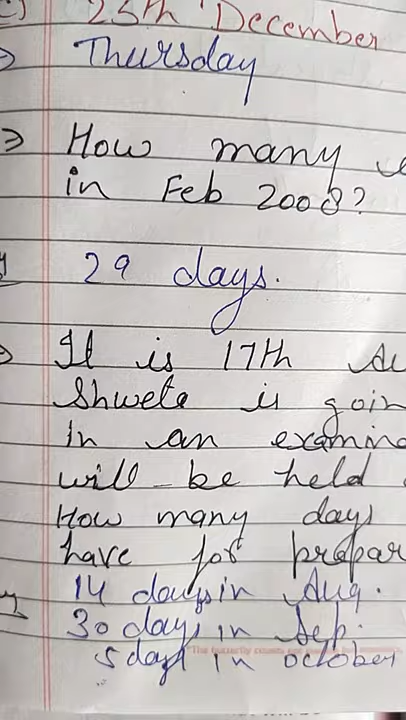 25th December
Thursday
How many
in Feb 2008?
29 days.
It is 17th Au
Shweta is goin
in an examin
will be held
How many days
have for prepar
14 days in Aug.
30 days in Sep.
5 days in october